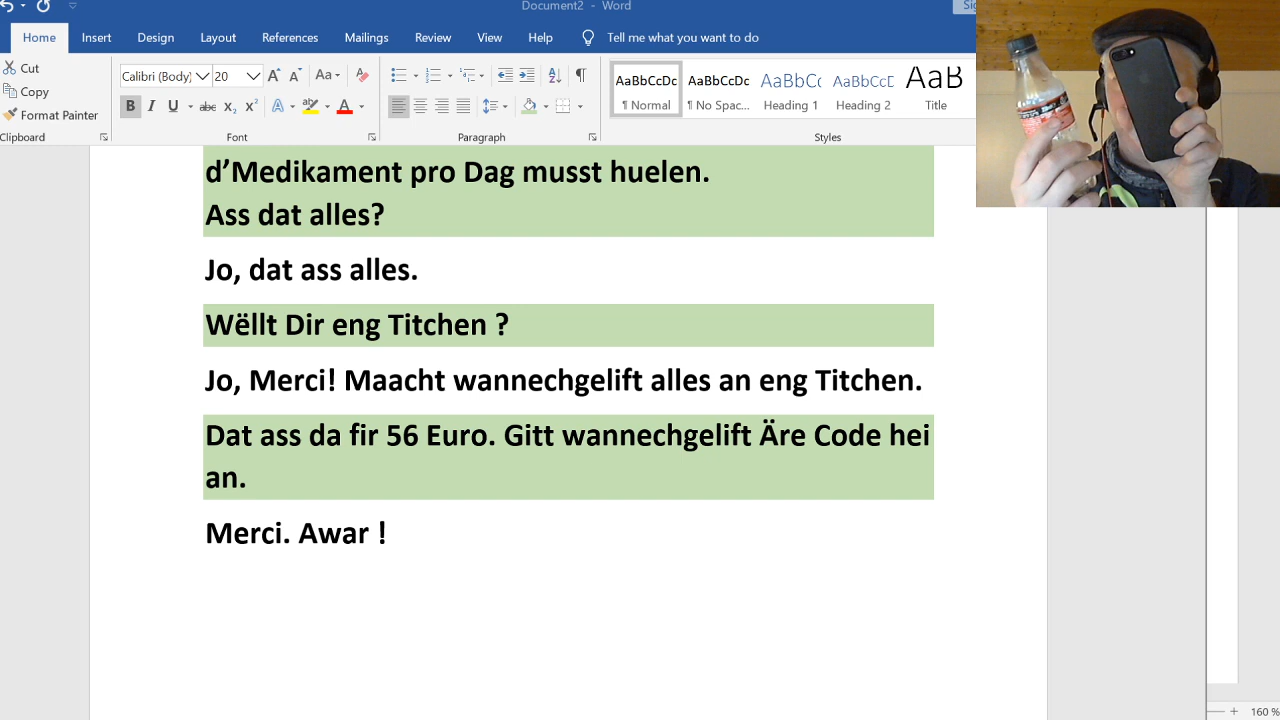 Document2 - Word
Home Insert Design Layout References Mailings Review View Help Tell me what you want to do
Cut
Copy
Format Painter
Clipboard
Calibri (Body) 20
Font
Paragraph
AaBbCcDc AaBbCcDc AaBbCc AaBbCcD AaB
¶ Normal ¶ No Spac... Heading 1 Heading 2 Title
Styles
d’Medikament pro Dag musst huelen.
Ass dat alles?
Jo, dat ass alles.
Wëllt Dir eng Titchen ?
Jo, Merci! Maacht wannechgelift alles an eng Titchen.
Dat ass da fir 56 Euro. Gitt wannechgelift Äre Code hei
an.
Merci. Awar !
160 %